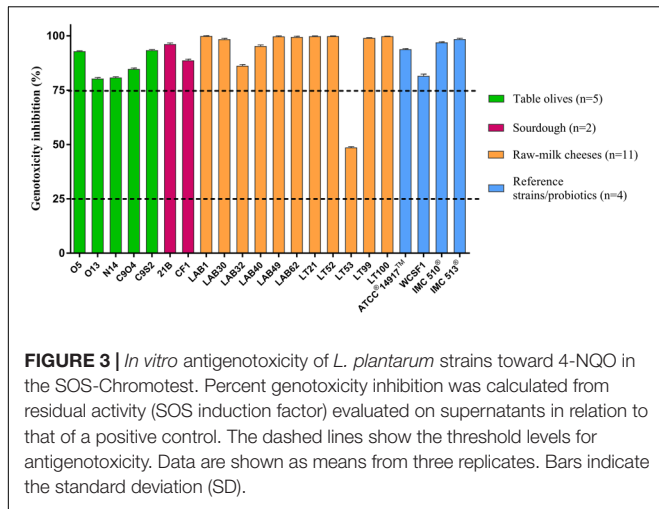 100
75
50
25
0
Genotoxicity inhibition (%)
O5
O13
N14
C9O4
C9S2
21B
CF1
LAB1
LAB30
LAB32
LAB40
LAB49
LAB62
LT21
LT52
LT53
LT99
LT100
ATCC®14917™
WCSF1
IMC 510®
IMC 513®
Table olives (n=5)
Sourdough (n=2)
Raw-milk cheeses (n=11)
Reference
strains/probiotics (n=4)
FIGURE 3 | In vitro antigenotoxicity of L. plantarum strains toward 4-NQO in
the SOS-Chromotest. Percent genotoxicity inhibition was calculated from
residual activity (SOS induction factor) evaluated on supernatants in relation to
that of a positive control. The dashed lines show the threshold levels for
antigenotoxicity. Data are shown as means from three replicates. Bars indicate
the standard deviation (SD).